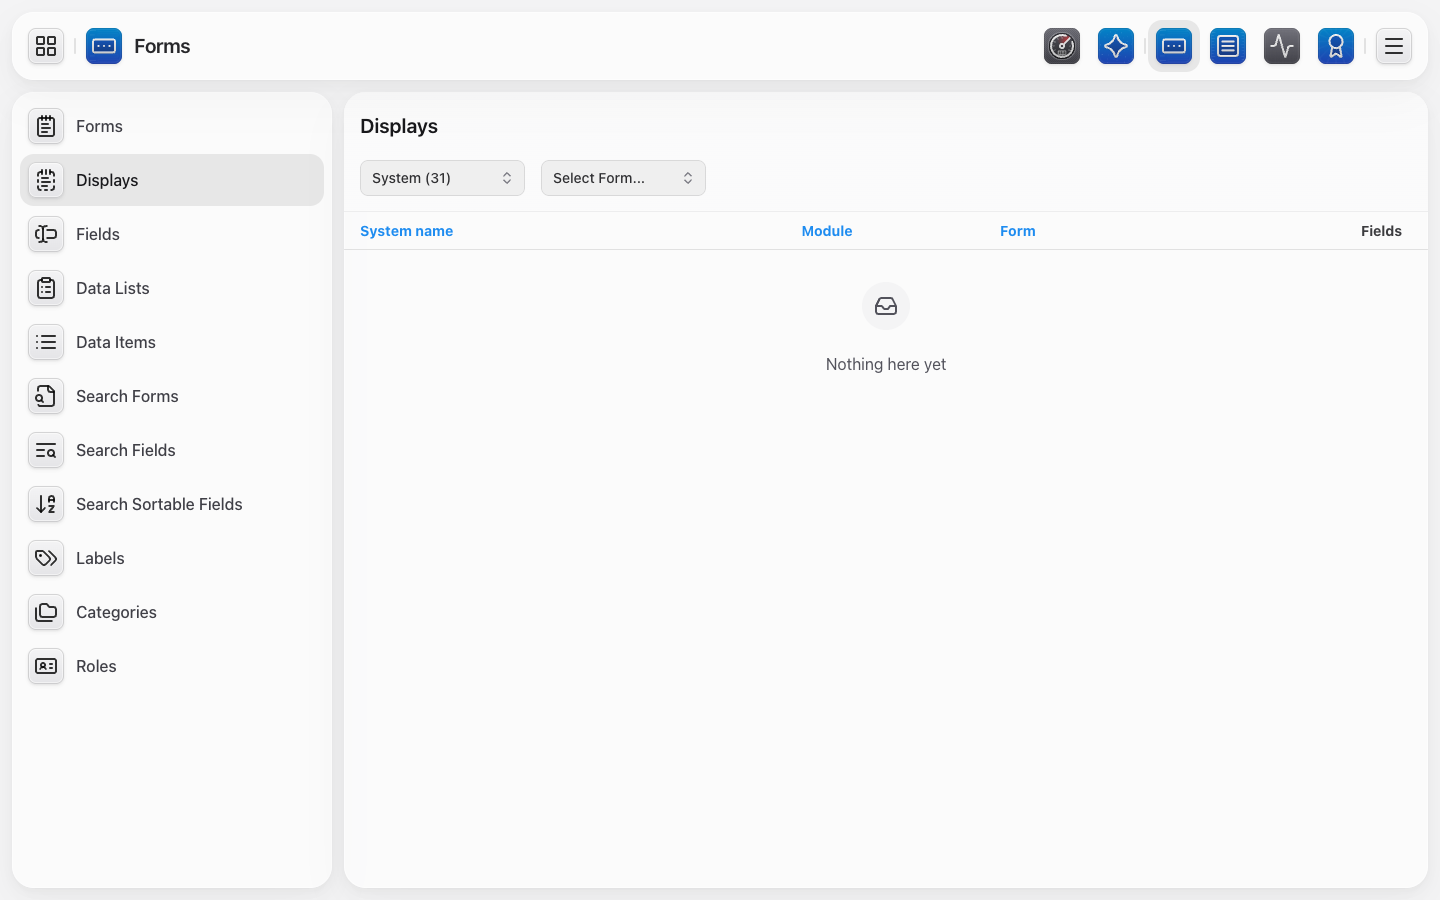 Forms
Forms
Displays
Fields
Data Lists
Data Items
Search Forms
Search Fields
Search Sortable Fields
Labels
Categories
Roles
Displays
System (31)
Select Form...
System name
Module
Form
Fields
Nothing here yet